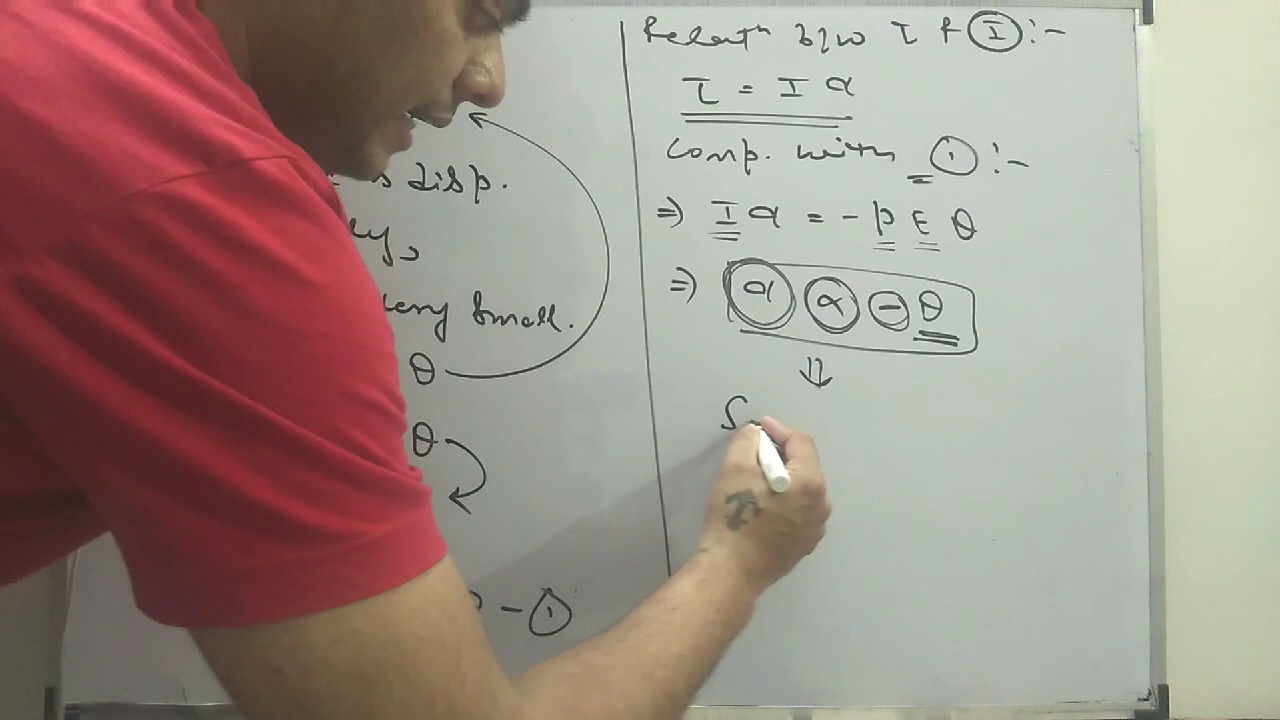 disp.
very small.
θ
θ
- ①
Relatn b/w τ & I :-
τ = I α
Comp. with ① :-
⇒ I α = - p E θ
⇒ α α - θ
⇓
S